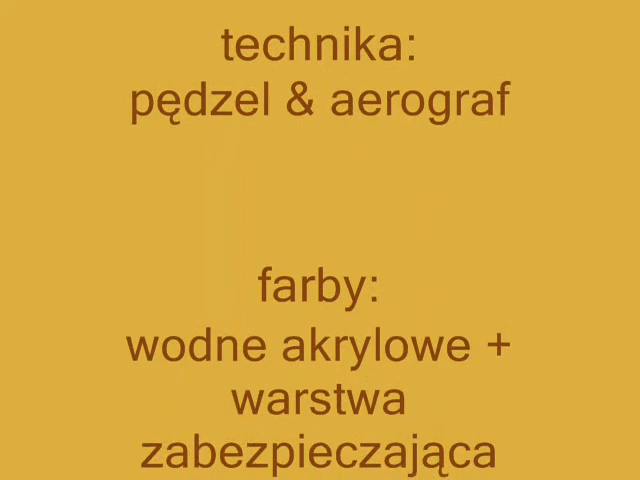 technika:
pędzel & aerograf
farby:
wodne akrylowe +
warstwa
zabezpieczająca